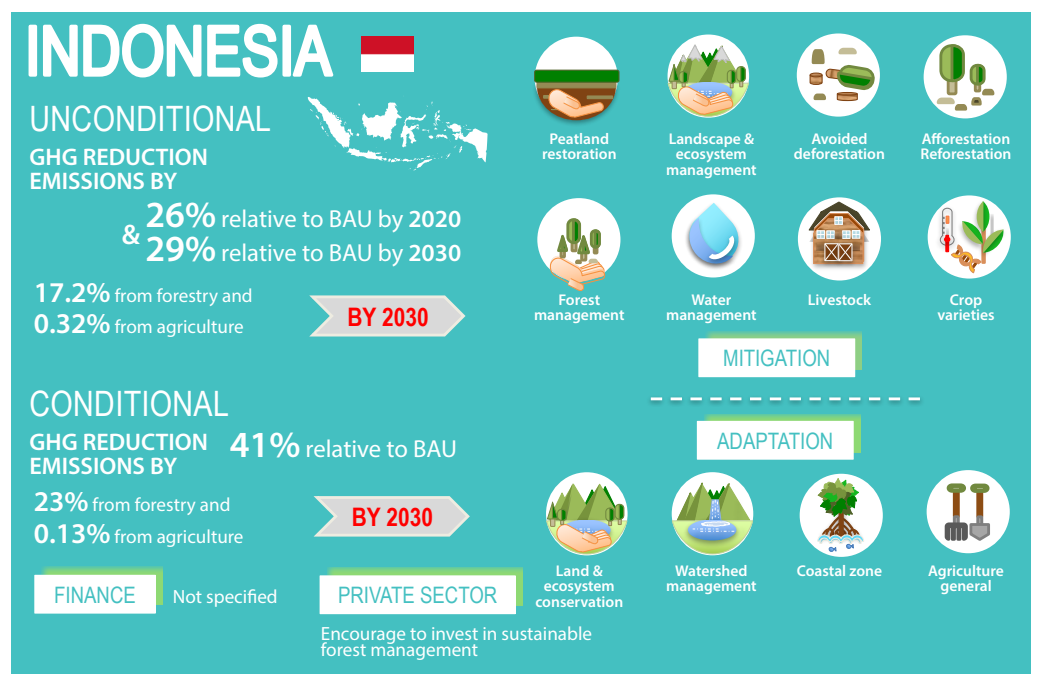 INDONESIA
UNCONDITIONAL
GHG REDUCTION
EMISSIONS BY
26% relative to BAU by 2020
& 29% relative to BAU by 2030
17.2% from forestry and
0.32% from agriculture
BY 2030
CONDITIONAL
GHG REDUCTION
EMISSIONS BY
41% relative to BAU
23% from forestry and
0.13% from agriculture
BY 2030
FINANCE
Not specified
PRIVATE SECTOR
Encourage to invest in sustainable
forest management
Peatland
restoration
Landscape &
ecosystem
management
Avoided
deforestation
Afforestation
Reforestation
Forest
management
Water
management
Livestock
Crop
varieties
MITIGATION
ADAPTATION
Land &
ecosystem
conservation
Watershed
management
Coastal zone
Agriculture
general